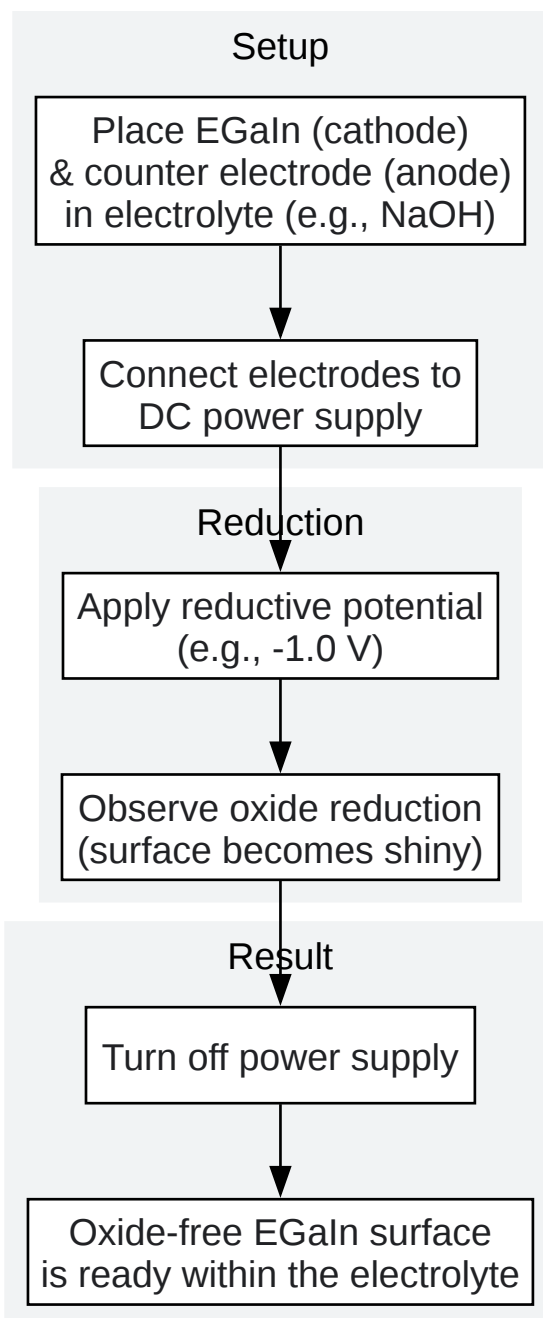 Setup
Place EGaIn (cathode)
& counter electrode (anode)
in electrolyte (e.g., NaOH)
Connect electrodes to
DC power supply
Reduction
Apply reductive potential
(e.g., -1.0 V)
Observe oxide reduction
(surface becomes shiny)
Result
Turn off power supply
Oxide-free EGaIn surface
is ready within the electrolyte